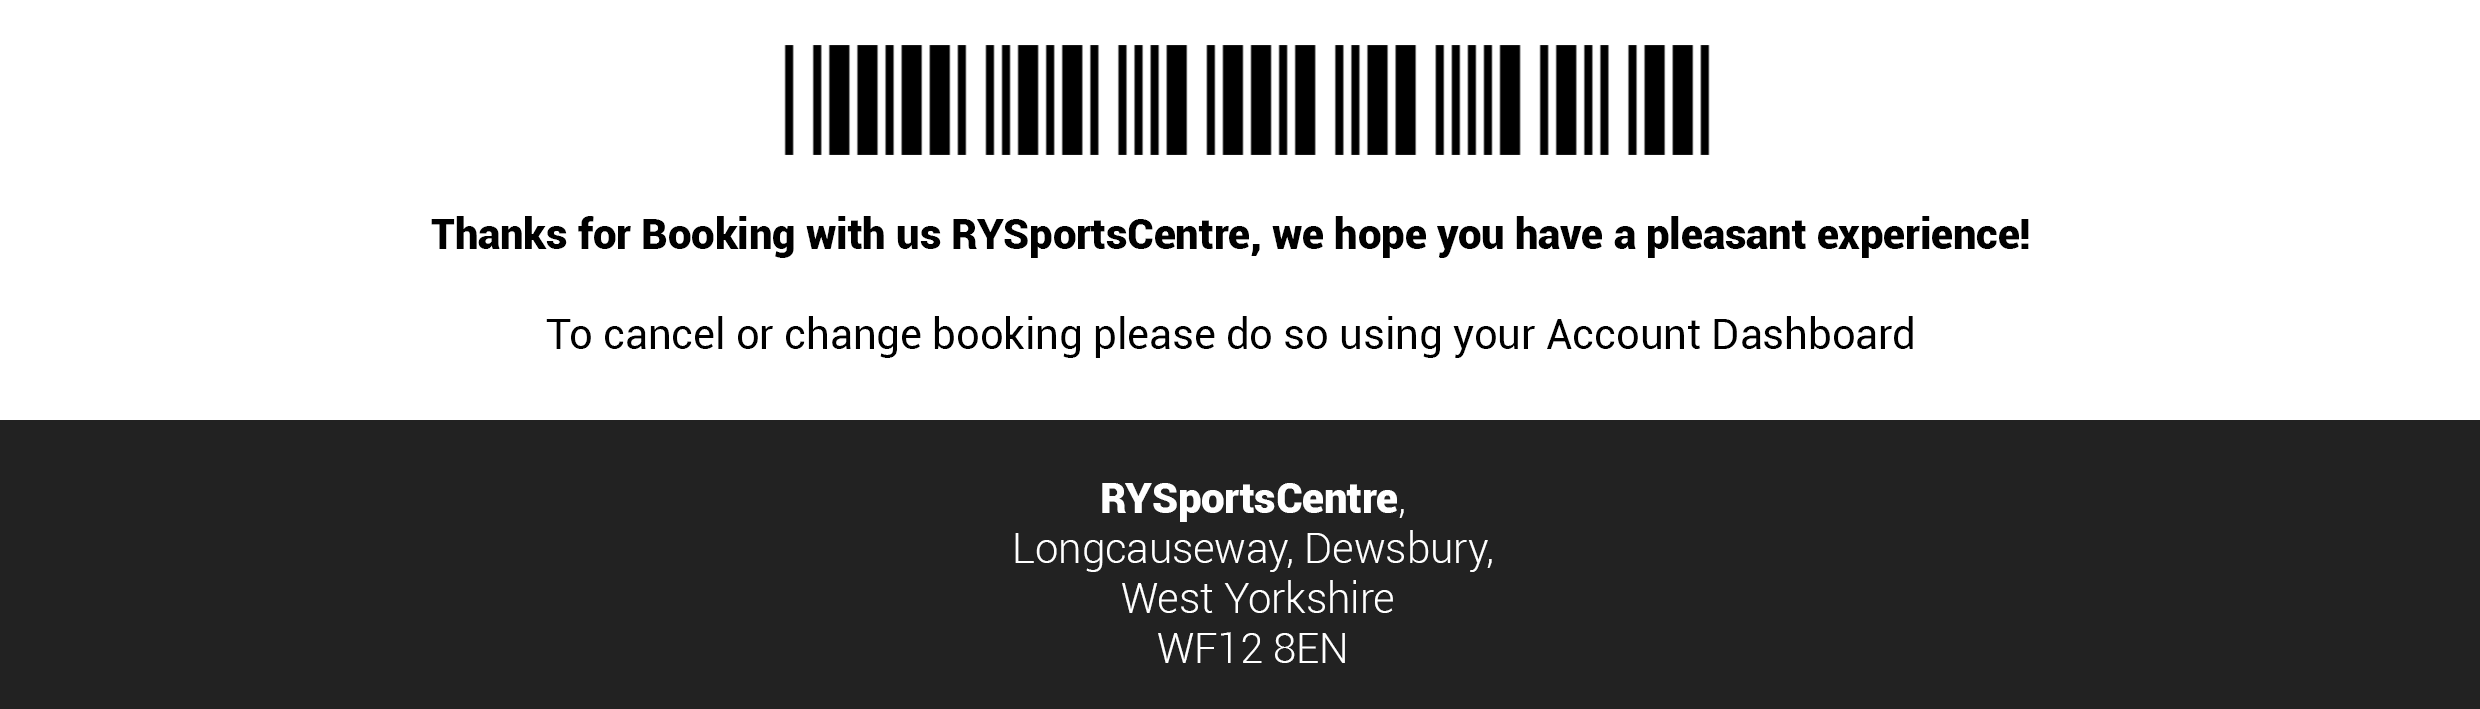 Thanks for Booking with us RYSportsCentre, we hope you have a pleasant experience!
To cancel or change booking please do so using your Account Dashboard
RYSportsCentre,
Longcauseway, Dewsbury,
West Yorkshire
WF12 8EN